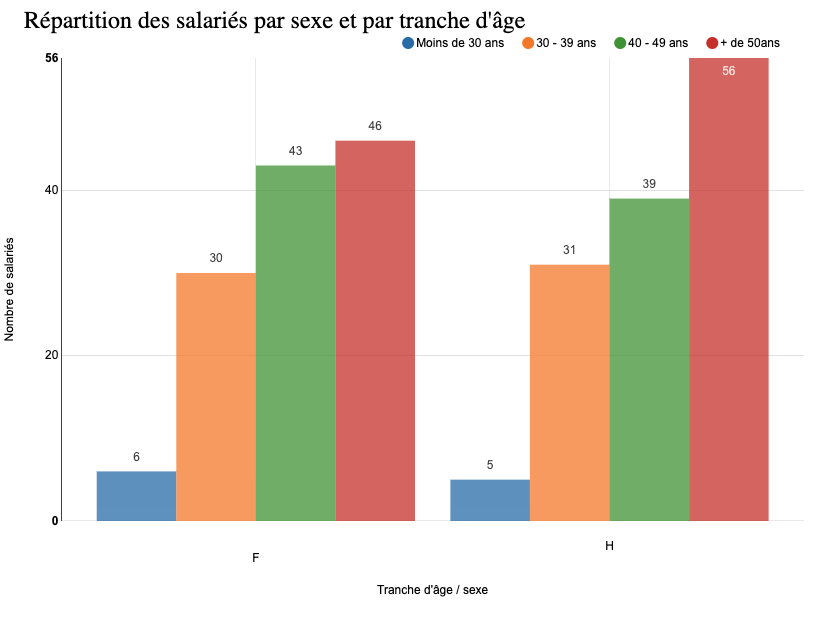 Répartition des salariés par sexe et par tranche d'âge
Moins de 30 ans 30 - 39 ans 40 - 49 ans + de 50ans
56
40
20
0
Nombre de salariés
6
30
43
46
5
31
39
56
F
H
Tranche d'âge / sexe